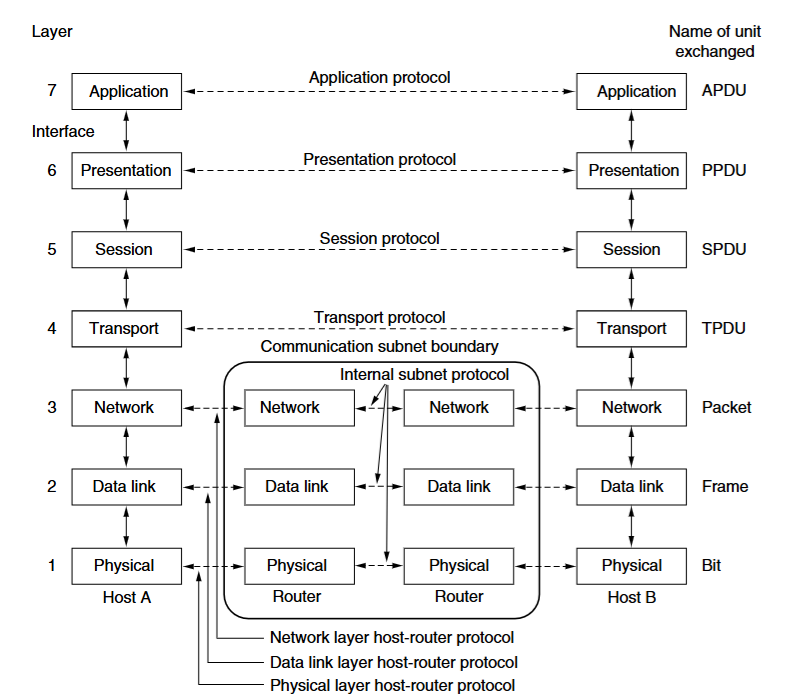 Layer
Name of unit
exchanged
Application protocol
7 Application Application APDU
Interface
Presentation protocol
6 Presentation Presentation PPDU
Session protocol
5 Session Session SPDU
Transport protocol
4 Transport Transport TPDU
Communication subnet boundary
Internal subnet protocol
3 Network Network Network Network Packet
2 Data link Data link Data link Data link Frame
1 Physical Physical Physical Physical Bit
Host A Router Router Host B
Network layer host-router protocol
Data link layer host-router protocol
Physical layer host-router protocol